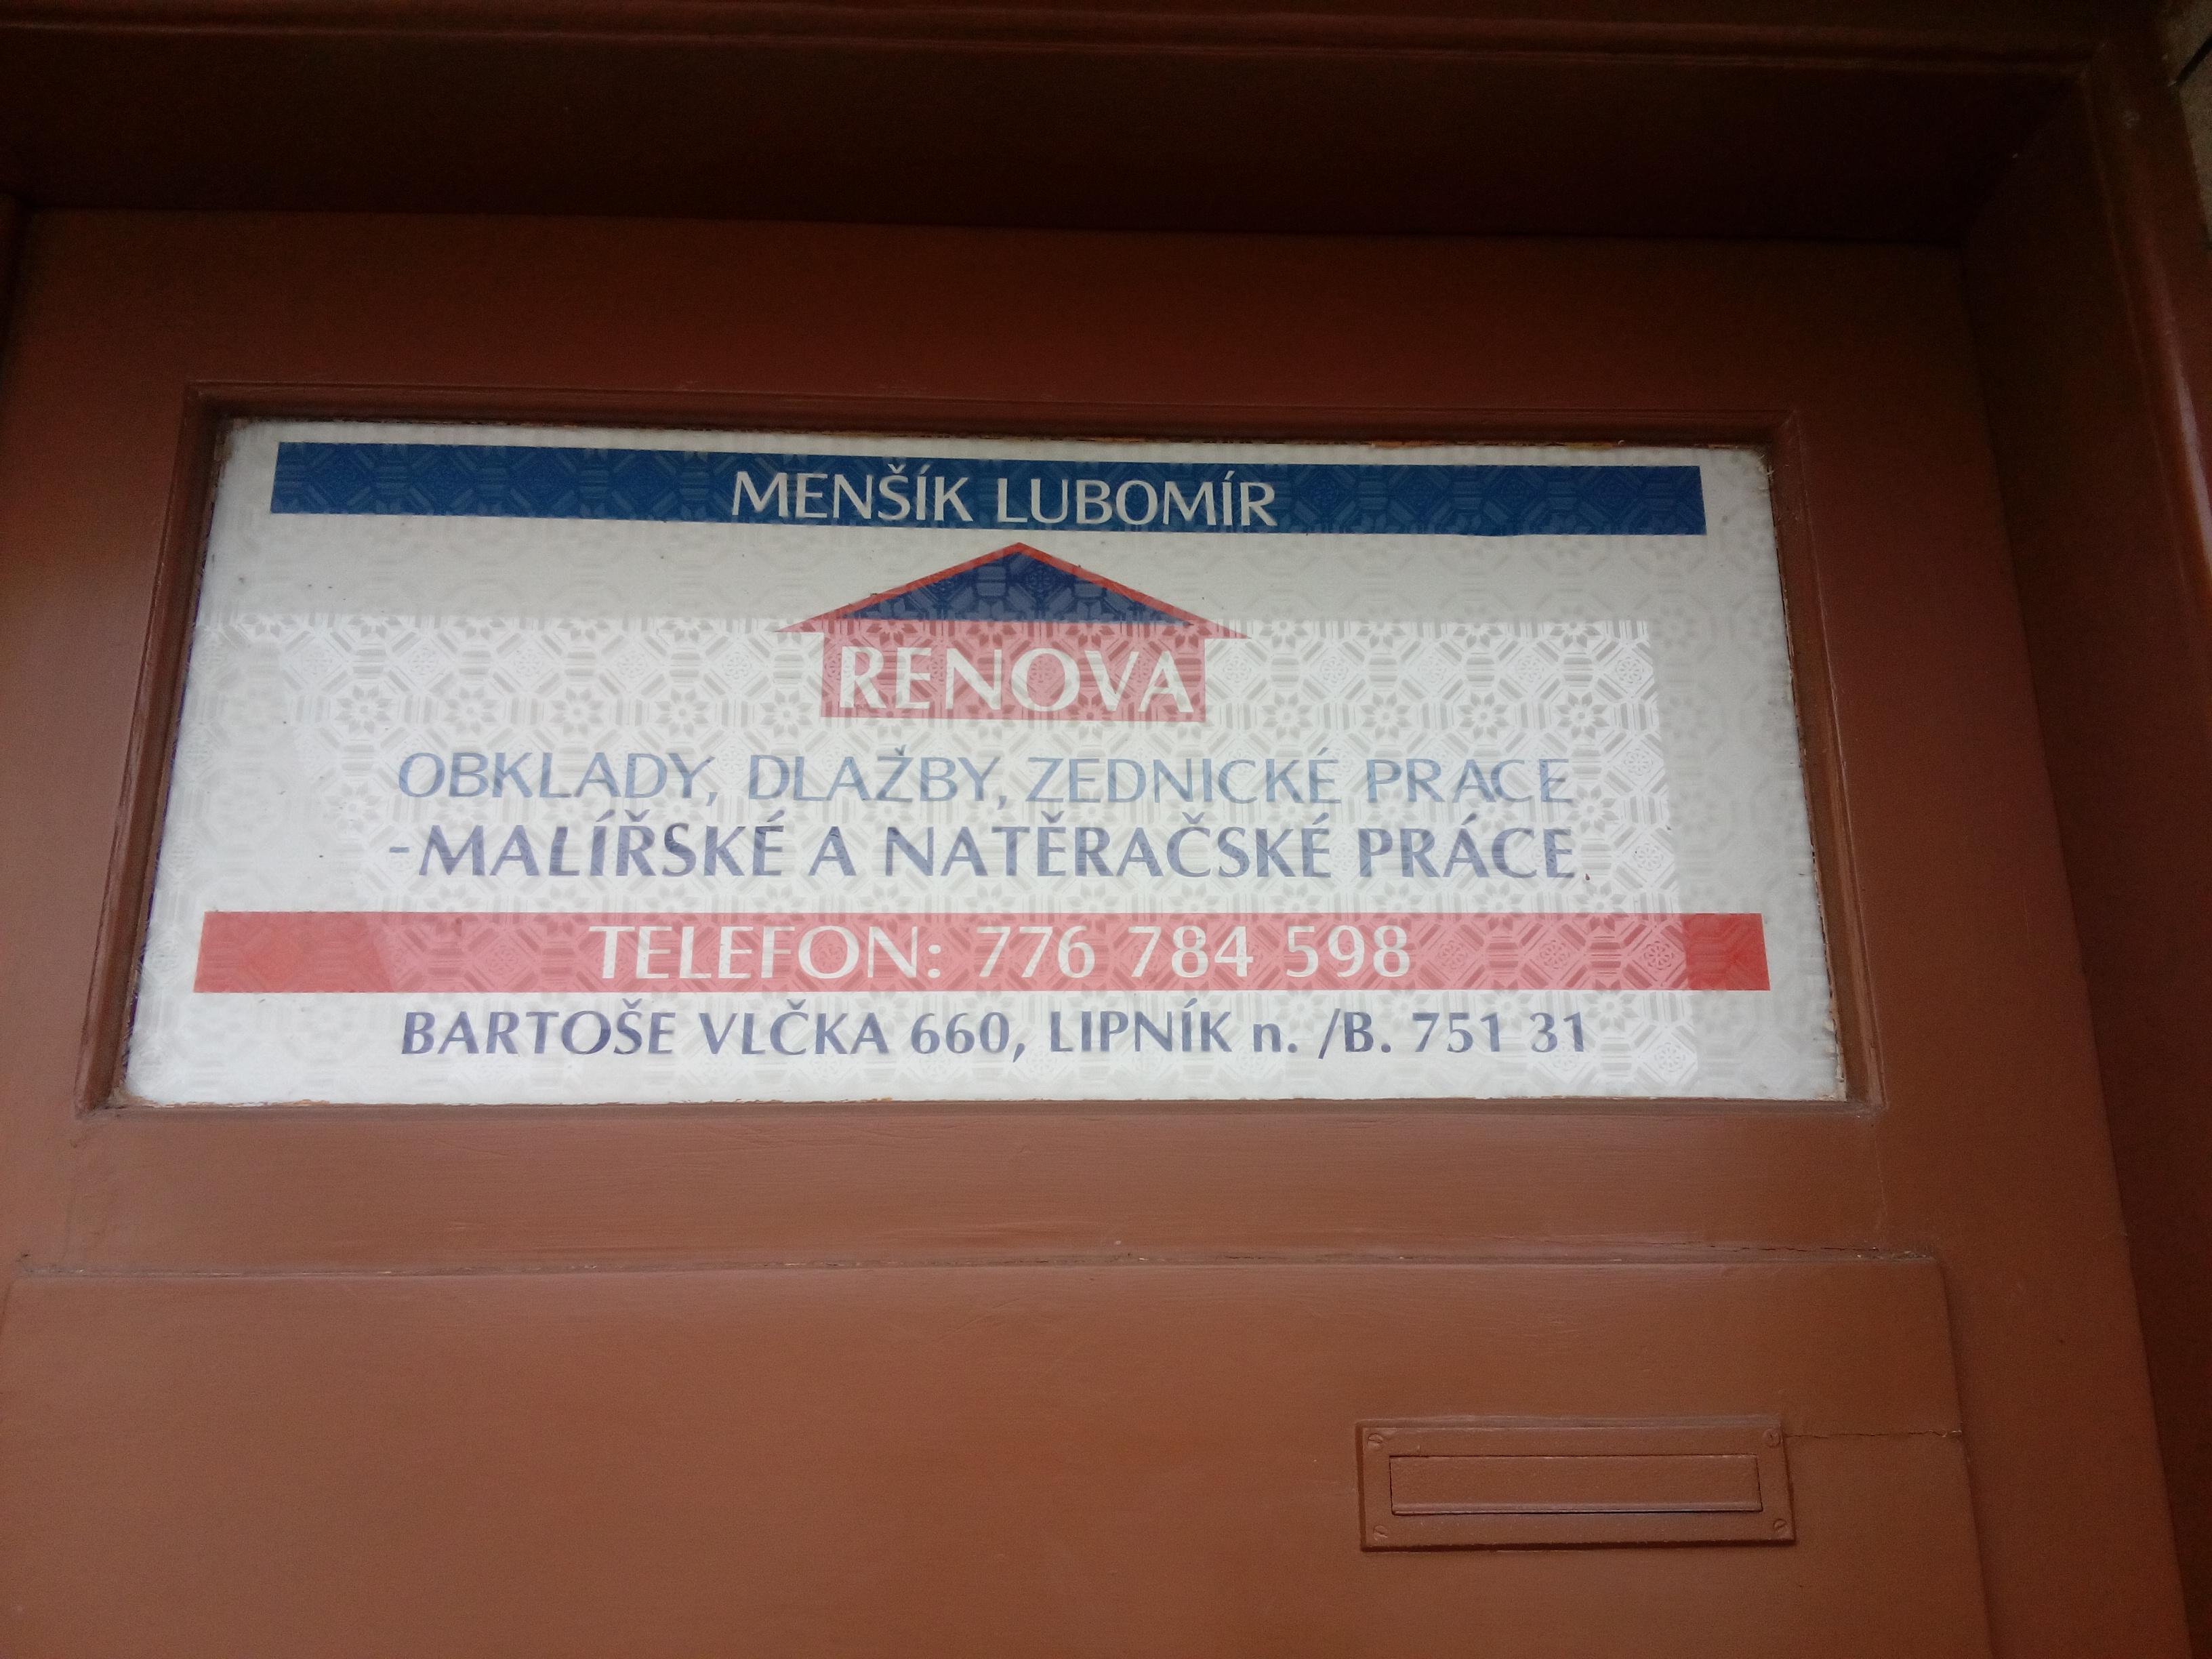 MENŠÍK LUBOMÍR
RENOVA
OBKLADY, DLAŽBY, ZEDNICKÉ PRACE
-MALÍŘSKÉ A NATĚRAČSKÉ PRÁCE.
TELEFON: 776 784 598
BARTOŠE VLČKA 660, LIPNÍK n. /B. 751 31